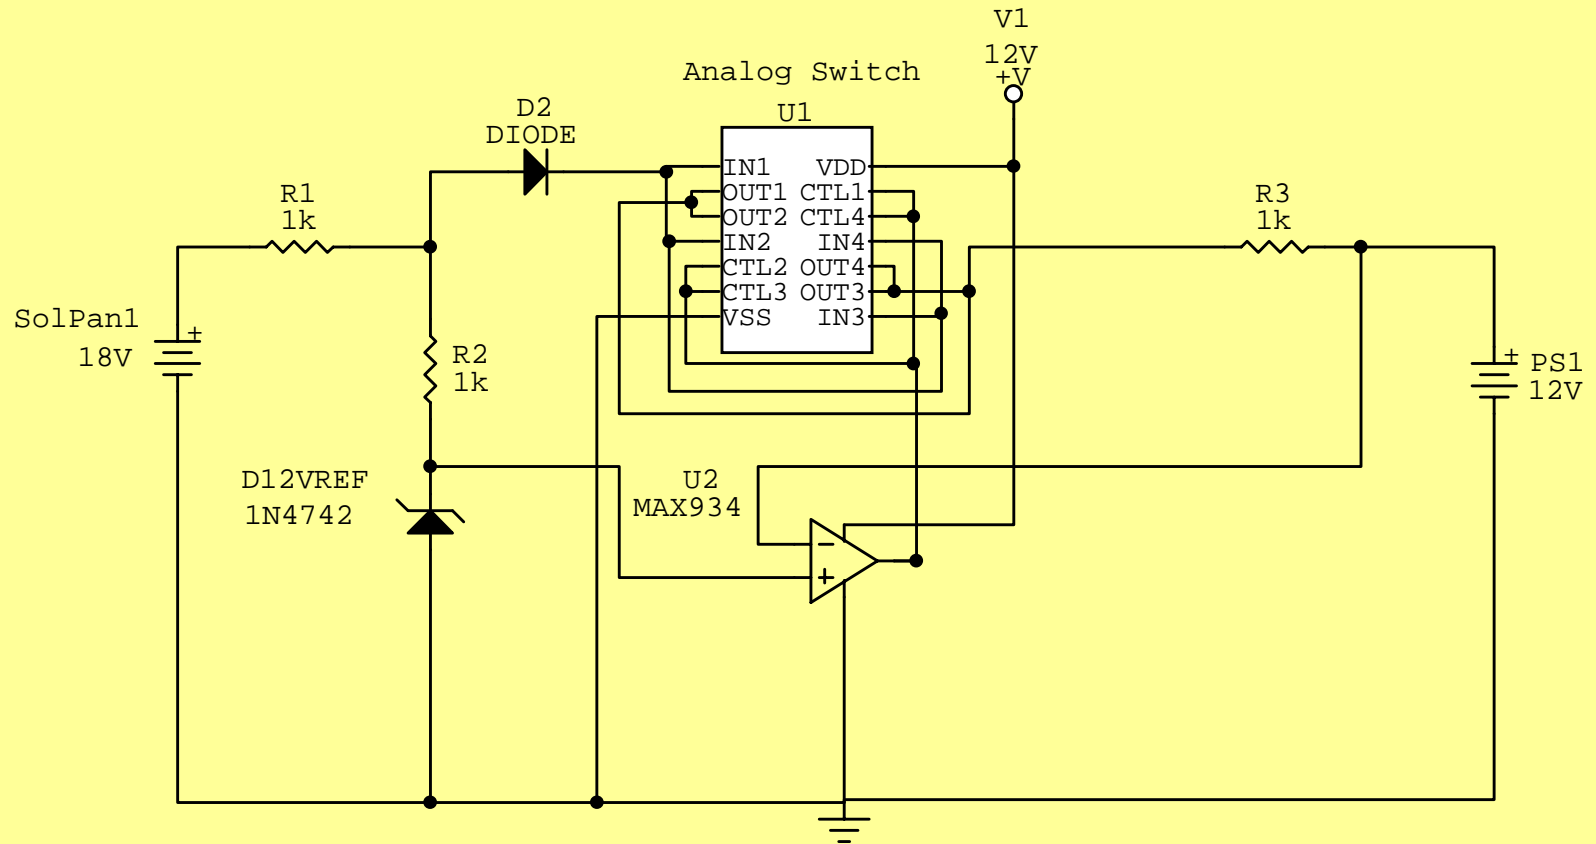 V1
12V
+V
Analog Switch
U1
D2
DIODE
IN1 VDD
OUT1 CTL1
OUT2 CTL4
IN2 IN4
CTL2 OUT4
CTL3 OUT3
VSS IN3
R1
1k
R3
1k
SolPan1
+
18V
R2
1k
+
PS1
12V
D12VREF
1N4742
U2
MAX934
−
+